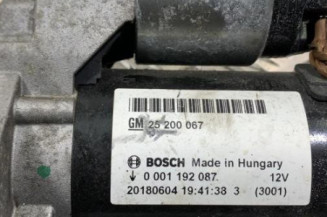 GM 25 200 067
BOSCH Made in Hungary
0 001 192 087 12V
20180604 19:41:38 3 (3001)